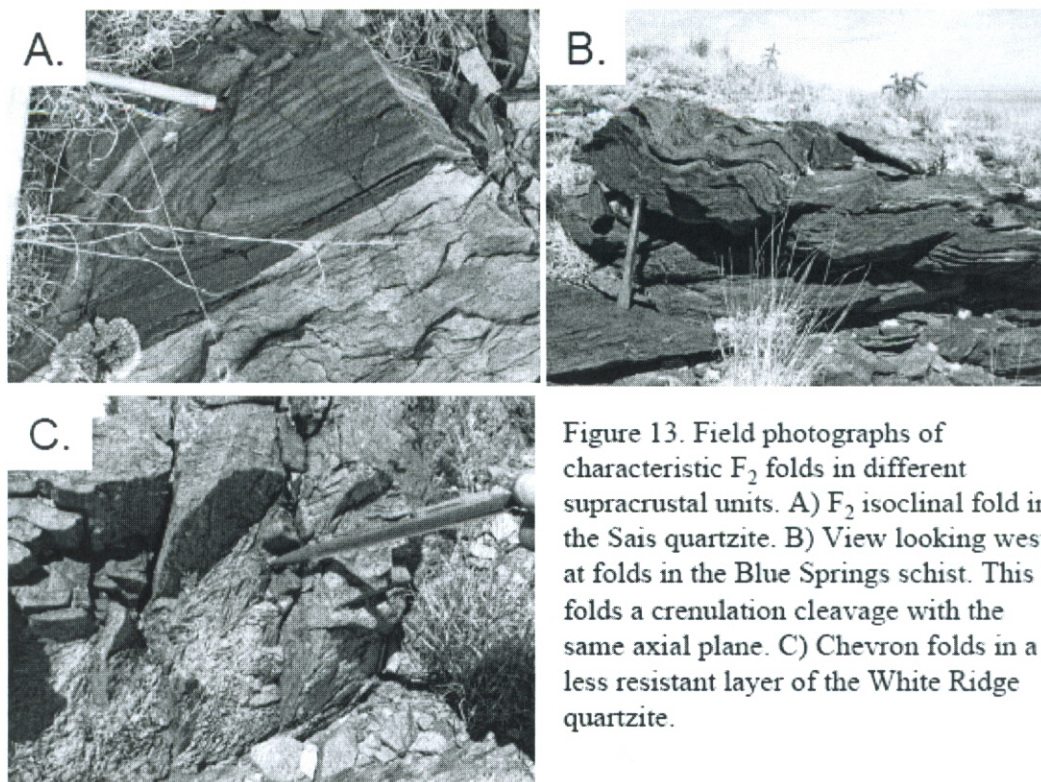 A.
B.
C.
Figure 13. Field photographs of
characteristic F₂ folds in different
supracrustal units. A) F₂ isoclinal fold in
the Sais quartzite. B) View looking wes
at folds in the Blue Springs schist. This
folds a crenulation cleavage with the
same axial plane. C) Chevron folds in a
less resistant layer of the White Ridge
quartzite.